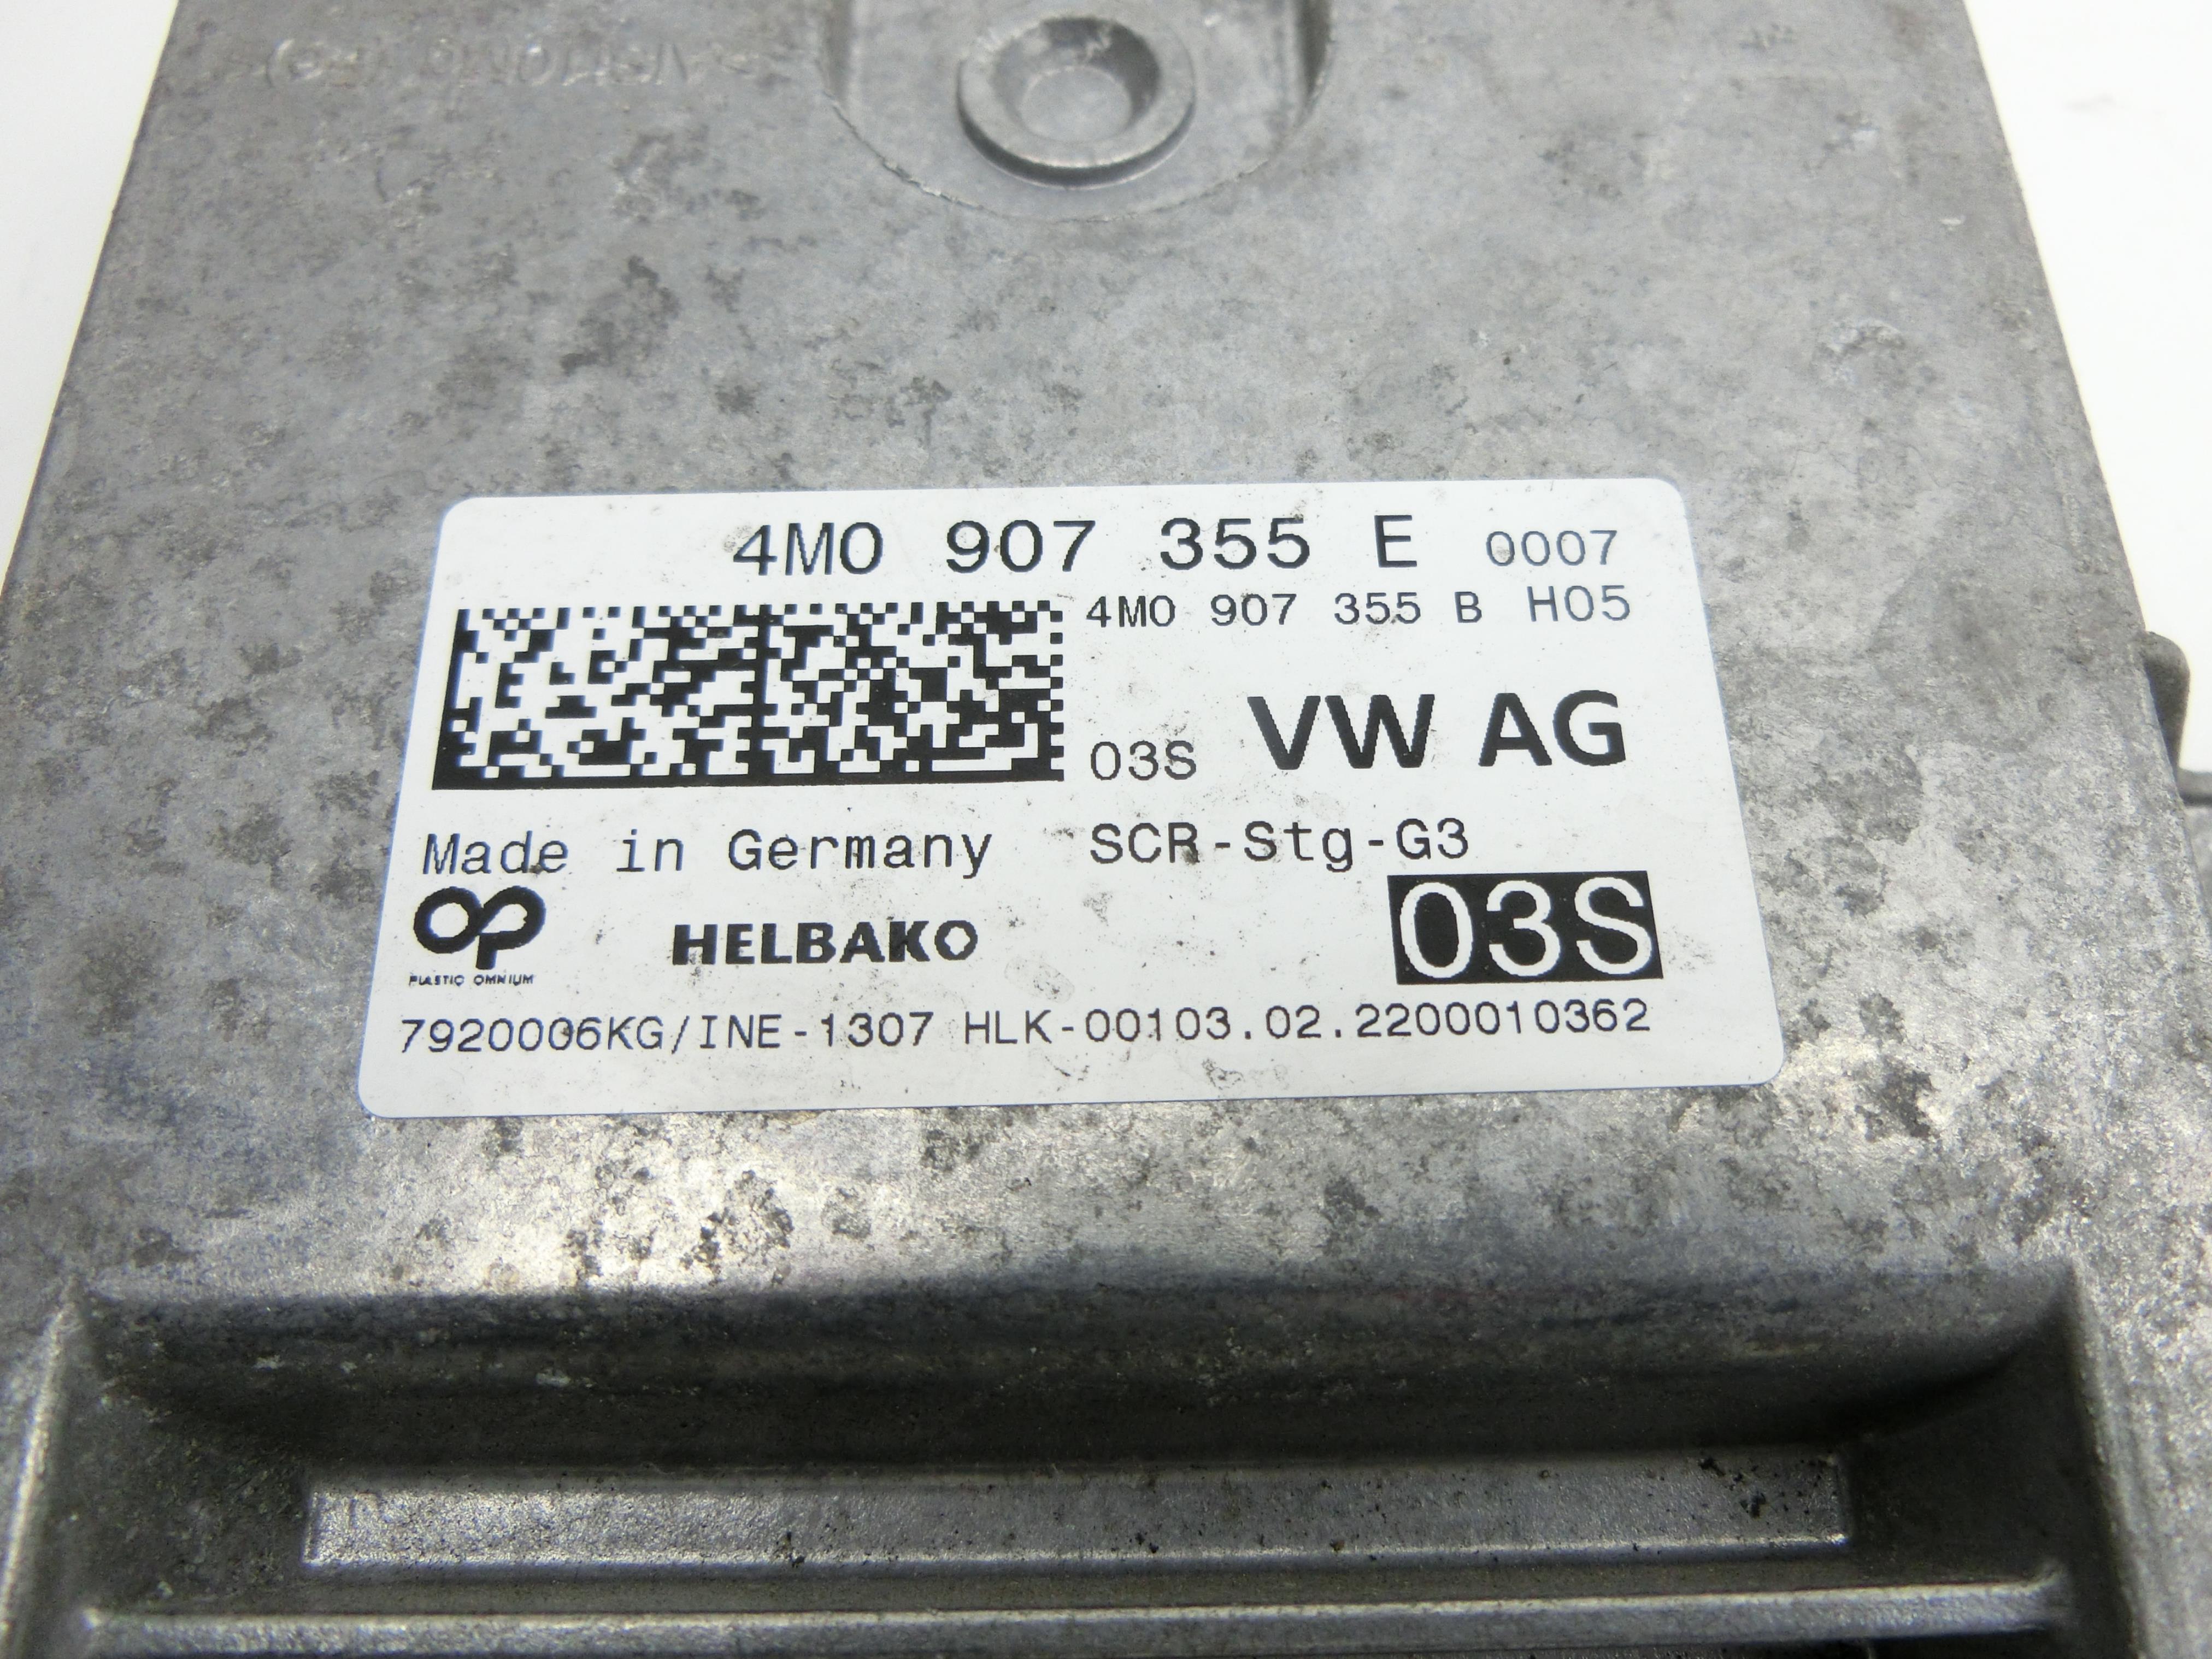 4M0 907 355 E 0007
4M0 907 355 B H05
03S VW AG
Made in Germany SCR-Stg-G3
PLASTIC OMNIUM HELBAKO 03S
7920006KG/INE-1307 HLK-00103.02.2200010362